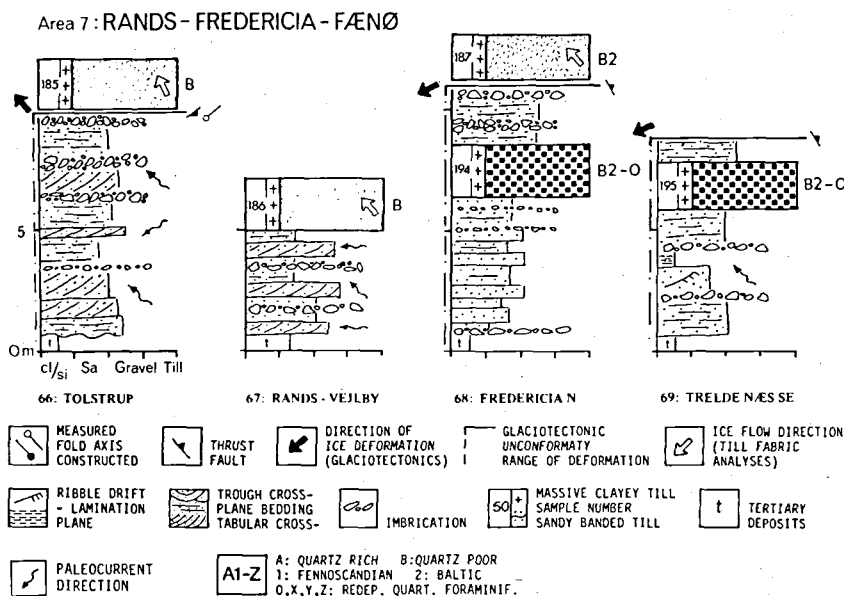 Area 7: RANDS - FREDERICIA - FÆNØ
185
B
187
B2
194
B2-O
195
B2-O
186
B
5
0m
t
t
t
t
cl/si Sa Gravel Till
66: TOLSTRUP
67: RANDS - VEJLBY
68: FREDERICIA N
69: TRELDE NÆS SE
MEASURED
FOLD AXIS
CONSTRUCTED
THRUST
FAULT
DIRECTION OF
ICE DEFORMATION
(GLACIOTECTONICS)
GLACIOTECTONIC
UNCONFORMATY
RANGE OF DEFORMATION
ICE FLOW DIRECTION
(TILL FABRIC
ANALYSES)
RIBBLE DRIFT
- LAMINATION
PLANE
TROUGH CROSS-
PLANE BEDDING
TABULAR CROSS-
IMBRICATION
50
MASSIVE CLAYEY TILL
SAMPLE NUMBER
SANDY BANDED TILL
t
TERTIARY
DEPOSITS
PALEOCURRENT
DIRECTION
A1-Z
A: QUARTZ RICH B:QUARTZ POOR
1: FENNOSCANDIAN 2: BALTIC
O,X,Y,Z: REDEP. QUART. FORAMINIF.